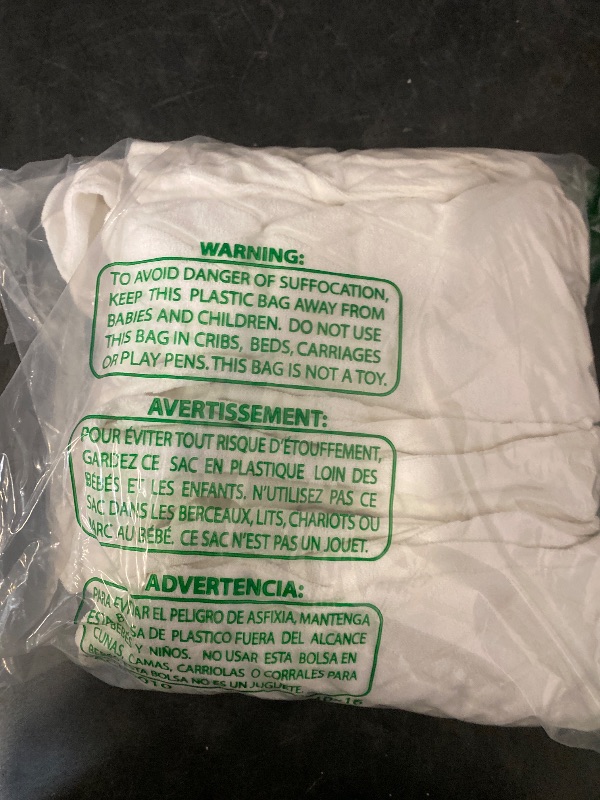 WARNING:
TO AVOID DANGER OF SUFFOCATION,
KEEP THIS PLASTIC BAG AWAY FROM
BABIES AND CHILDREN. DO NOT USE
THIS BAG IN CRIBS, BEDS, CARRIAGES
OR PLAY PENS. THIS BAG IS NOT A TOY.
AVERTISSEMENT:
POUR ÉVITER TOUT RISQUE D'ÉTOUFFEMENT,
GARDEZ CE SAC EN PLASTIQUE LOIN DES
BÉBÉS ET LES ENFANTS. N'UTILISEZ PAS CE
SAC DANS LES BERCEAUX, LITS, CHARIOTS OU
PARC AU BÉBÉ. CE SAC N'EST PAS UN JOUET.
ADVERTENCIA:
PARA EVITAR EL PELIGRO DE ASFIXIA, MANTENGA
DE PLASTICO FUERA DEL ALCANCE
Y NIÑOS. NO USAR ESTA BOLSA EN
CUNAS, CAMAS, CARRIOLAS O CORRALES PARA
BOLSA NO ES UN JUGUETE.